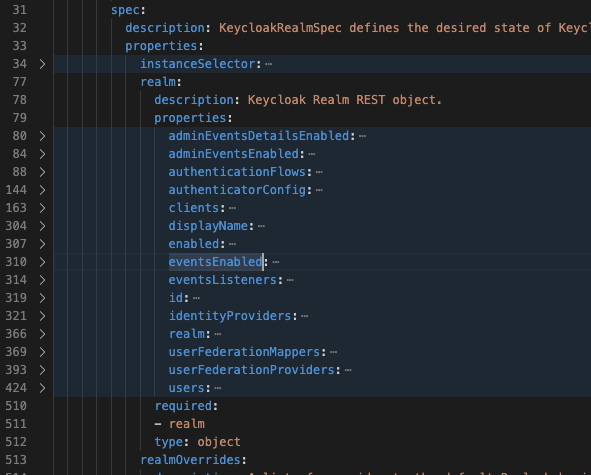 31 spec:
32 description: KeycloakRealmSpec defines the desired state of Keycl
33 properties:
34 > instanceSelector: ⋯
77 realm:
78 description: Keycloak Realm REST object.
79 properties:
80 > adminEventsDetailsEnabled: ⋯
84 > adminEventsEnabled: ⋯
88 > authenticationFlows: ⋯
144 > authenticatorConfig: ⋯
163 > clients: ⋯
304 > displayName: ⋯
307 > enabled: ⋯
310 > eventsEnabled: ⋯
314 > eventsListeners: ⋯
319 > id: ⋯
321 > identityProviders: ⋯
366 > realm: ⋯
369 > userFederationMappers: ⋯
393 > userFederationProviders: ⋯
424 > users: ⋯
510 required:
511 - realm
512 type: object
513 realmOverrides: